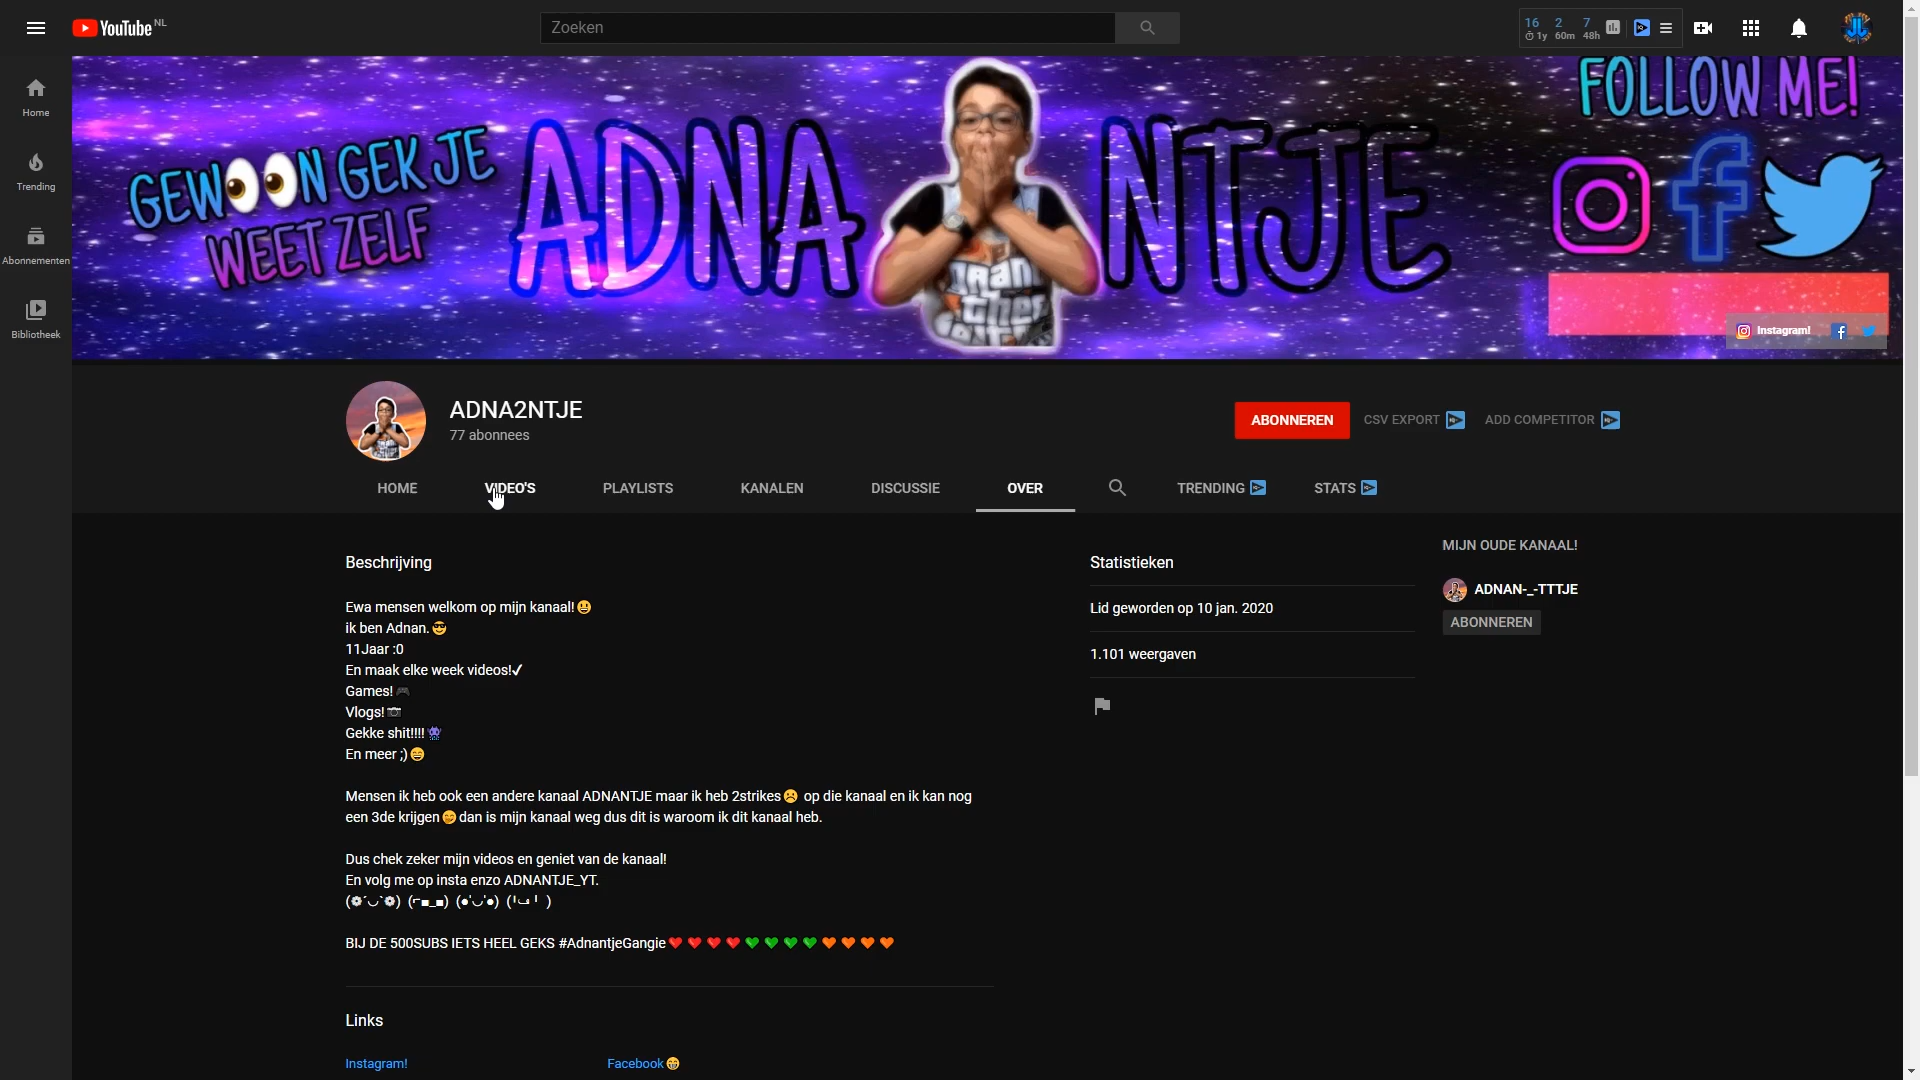 YouTube NL
Zoeken
16 2 7
1y 60m 48h
Home
Trending
Abonnementen
Bibliotheek
GEWOON GEK JE
WEET ZELF
ADNA NTJE
FOLLOW ME!
Instagram!
ADNA2NTJE
77 abonnees
ABONNEREN CSV EXPORT ADD COMPETITOR
HOME VIDEO'S PLAYLISTS KANALEN DISCUSSIE OVER TRENDING STATS
Beschrijving
Ewa mensen welkom op mijn kanaal!😃
ik ben Adnan.😎
11Jaar :0
En maak elke week videos!✔
Games!🎮
Vlogs!📷
Gekke shit!!!!👾
En meer ;)😄
Mensen ik heb ook een andere kanaal ADNANTJE maar ik heb 2strikes☹ op die kanaal en ik kan nog
een 3de krijgen😄dan is mijn kanaal weg dus dit is waroom ik dit kanaal heb.
Dus chek zeker mijn videos en geniet van de kanaal!
En volg me op insta enzo ADNANTJE_YT.
(❁´◡`❁) (⌐■_■) (●'◡'●) (╹ڡ╹ )
BIJ DE 500SUBS IETS HEEL GEKS #AdnantjeGangie❤❤❤❤💚💚💚💚🧡🧡🧡🧡
Links
Instagram!
Facebook😁
Statistieken
Lid geworden op 10 jan. 2020
1.101 weergaven
MIJN OUDE KANAAL!
ADNAN-_-TTTJE
ABONNEREN